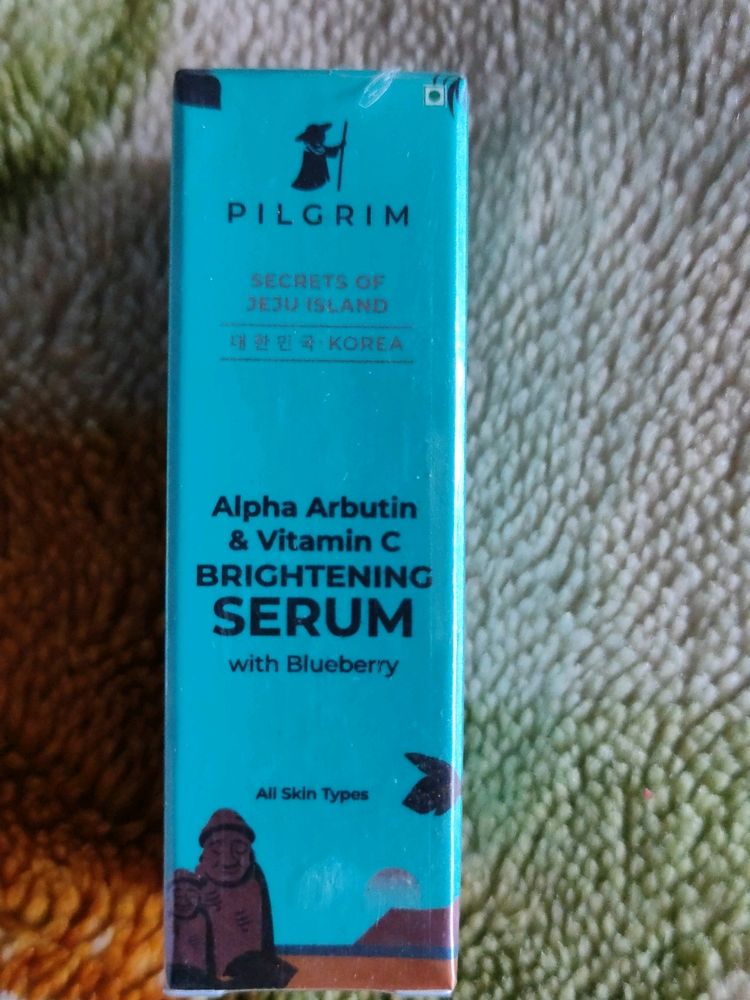 PILGRIM
SECRETS OF
JEJU ISLAND
대한민국·KOREA
Alpha Arbutin
& Vitamin C
BRIGHTENING
SERUM
with Blueberry
All Skin Types